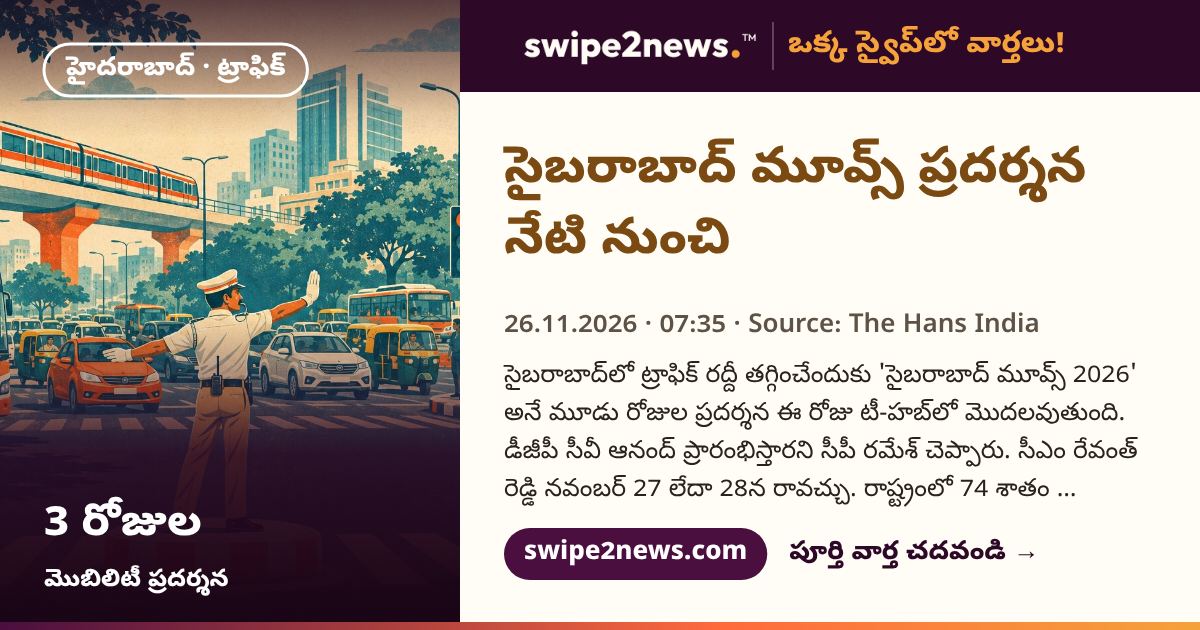 హైదరాబాద్ · ట్రాఫిక్
3 రోజుల
మొబిలిటీ ప్రదర్శన
swipe2news.™ ఒక్క స్వైప్‌లో వార్తలు!
సైబరాబాద్ మూవ్స్ ప్రదర్శన
నేటి నుంచి
26.11.2026 · 07:35 · Source: The Hans India
సైబరాబాద్‌లో ట్రాఫిక్ రద్దీ తగ్గించేందుకు 'సైబరాబాద్ మూవ్స్ 2026'
అనే మూడు రోజుల ప్రదర్శన ఈ రోజు టీ-హబ్‌లో మొదలవుతుంది.
డీజీపీ సీవీ ఆనంద్ ప్రారంభిస్తారని సీపీ రమేశ్ చెప్పారు. సీఎం రేవంత్
రెడ్డి నవంబర్ 27 లేదా 28న రావచ్చు. రాష్ట్రంలో 74 శాతం ...
swipe2news.com పూర్తి వార్త చదవండి →